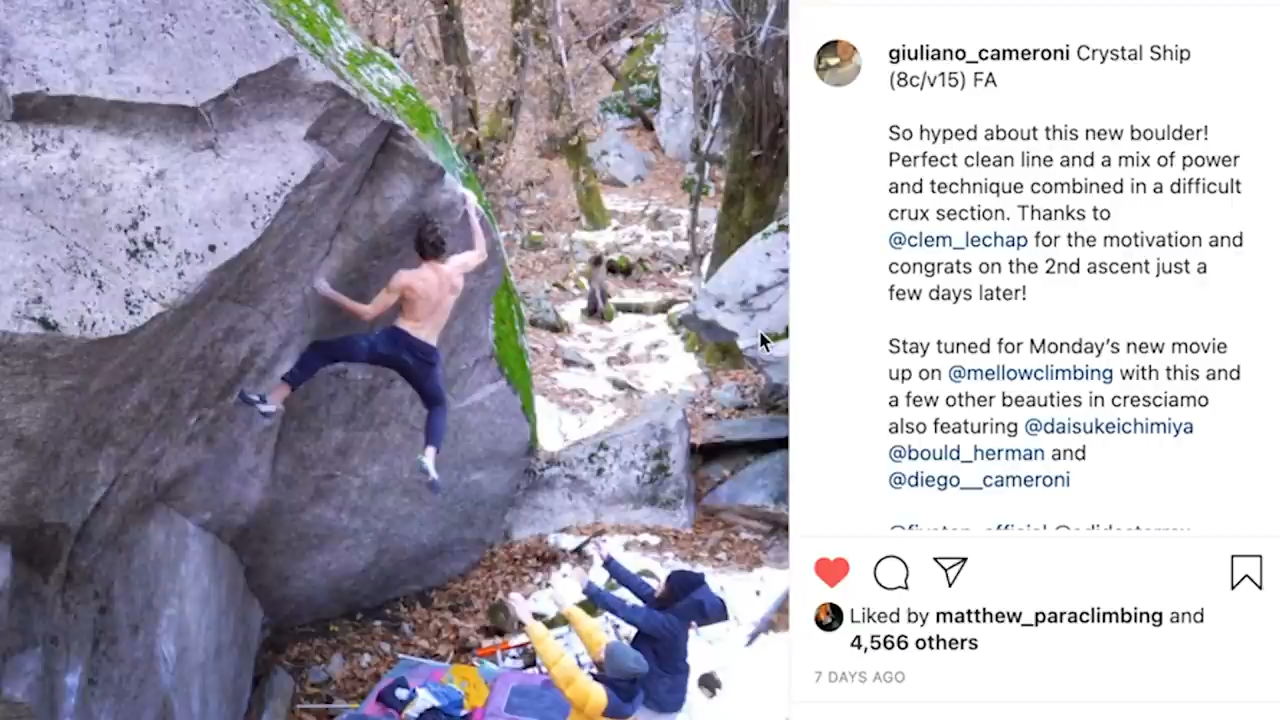 giuliano_cameroni Crystal Ship
(8c/v15) FA
So hyped about this new boulder!
Perfect clean line and a mix of power
and technique combined in a difficult
crux section. Thanks to
@clem_lechap for the motivation and
congrats on the 2nd ascent just a
few days later!
Stay tuned for Monday’s new movie
up on @mellowclimbing with this and
a few other beauties in cresciamo
also featuring @daisukeichimiya
@bould_herman and
@diego__cameroni
Liked by matthew_paraclimbing and
4,566 others
7 DAYS AGO